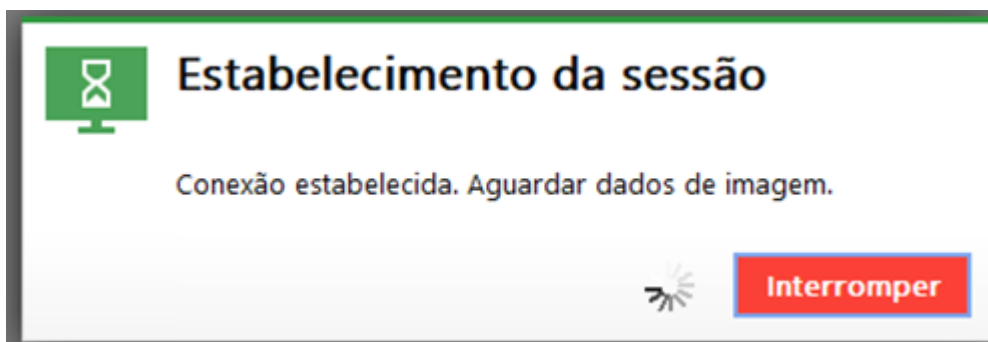 Estabelecimento da sessão
Conexão estabelecida. Aguardar dados de imagem.
Interromper